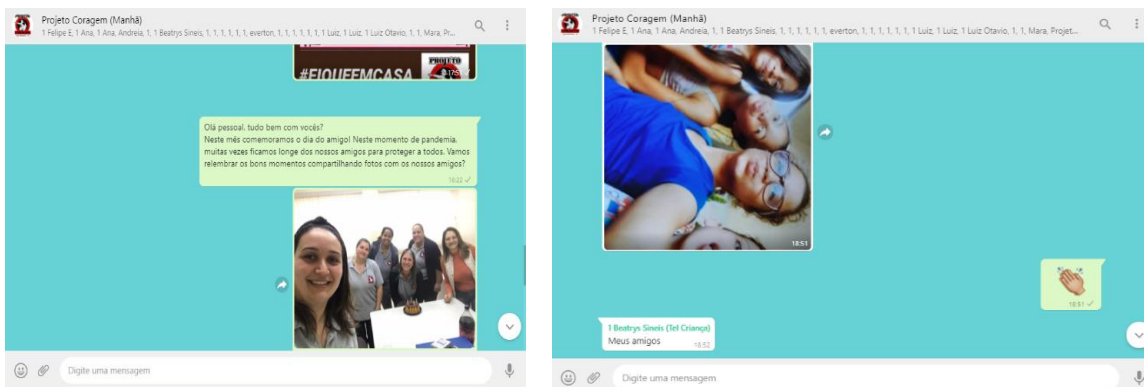 Projeto Coragem (Manhã)
1 Felipe E, 1 Ana, 1 Ana, Andreia, 1, 1 Beatrys Sineis, 1, 1, 1, 1, 1, 1, everton, 1, 1, 1, 1, 1, 1, 1 Luiz, 1 Luiz, 1 Luiz Otavio, 1, 1, Mara, Pr...
#FIQUEEMCASA
PROJETO
Olá pessoal, tudo bem com vocês?
Neste mês comemoramos o dia do amigo! Neste momento de pandemia,
muitas vezes ficamos longe dos nossos amigos para proteger a todos. Vamos
relembrar os bons momentos compartilhando fotos com os nossos amigos?
16:22
Digite uma mensagem
Projeto Coragem (Manhã)
1 Felipe E, 1 Ana, 1 Ana, Andreia, 1, 1 Beatrys Sineis, 1, 1, 1, 1, 1, 1, everton, 1, 1, 1, 1, 1, 1, 1 Luiz, 1 Luiz, 1 Luiz Otavio, 1, 1, Mara, Projet...
18:51
18:51
1 Beatrys Sineis (Tel Criança)
Meus amigos
18:52
Digite uma mensagem